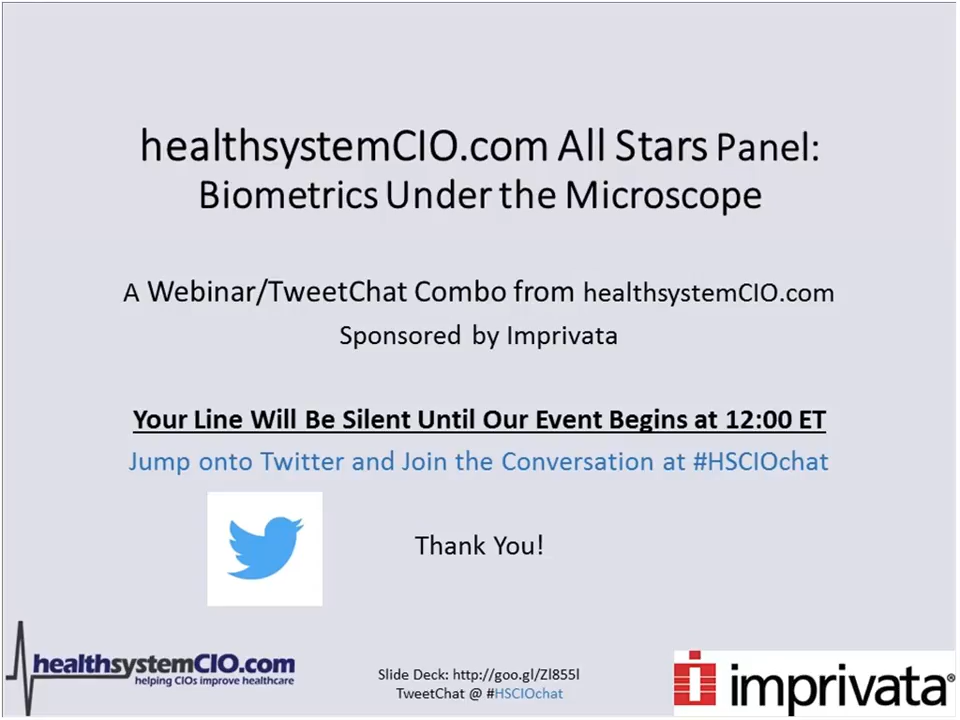 healthsystemCIO.com All Stars Panel:
Biometrics Under the Microscope
A Webinar/TweetChat Combo from healthsystemCIO.com
Sponsored by Imprivata
Your Line Will Be Silent Until Our Event Begins at 12:00 ET
Jump onto Twitter and Join the Conversation at #HSCIOchat
Thank You!
healthsystemCIO.com
helping CIOs improve healthcare
Slide Deck: http://goo.gl/Zl855l
TweetChat @ #HSCIOchat
imprivata®